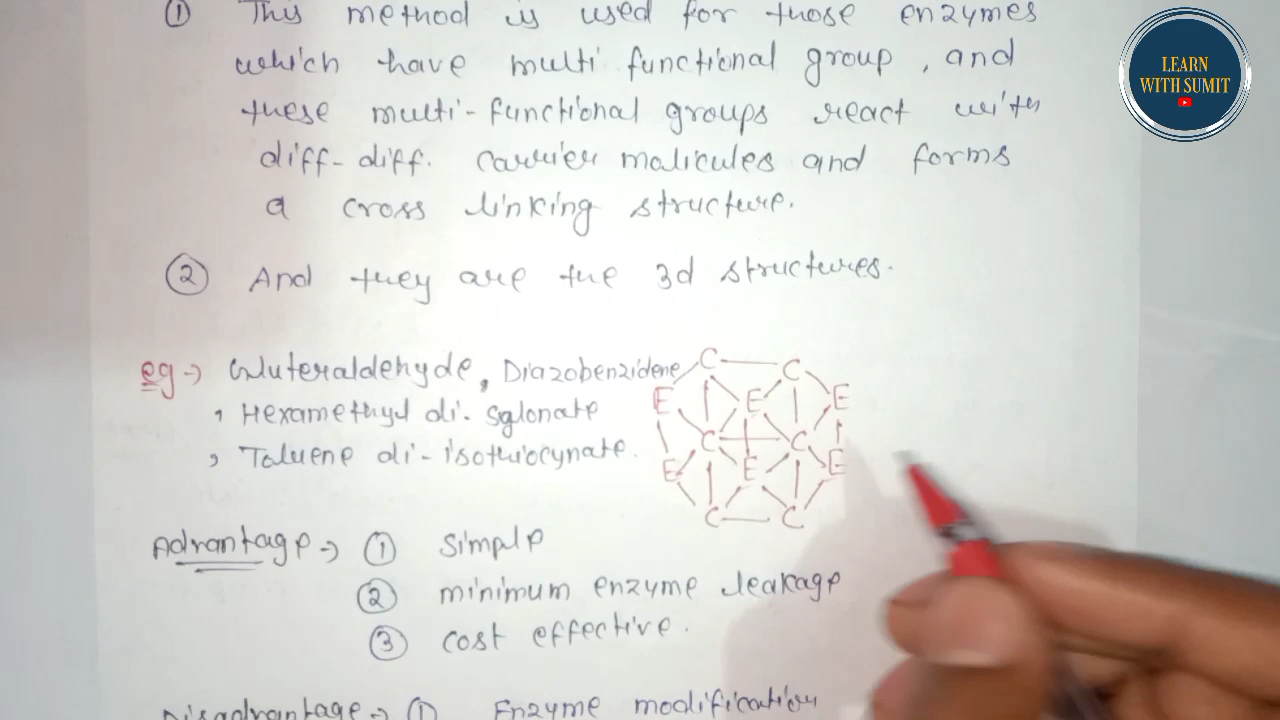 ① This method is used for those enzymes
which have multi functional group, and
these multi-functional groups react with
diff-diff. carrier malicules and forms
a cross linking structure.
② And they are the 3d structures.
eg → Gluteraldehyde, Diazobenzidene
, Hexamethyl di-
, Toluene di-isothiocynate.
C C
E E E
C C
E E E
C C
Advantage → ① Simple
② minimum enzyme leakage
③ cost effective.
Disadvantage → ① Enzyme modification
LEARN
WITH SUMIT